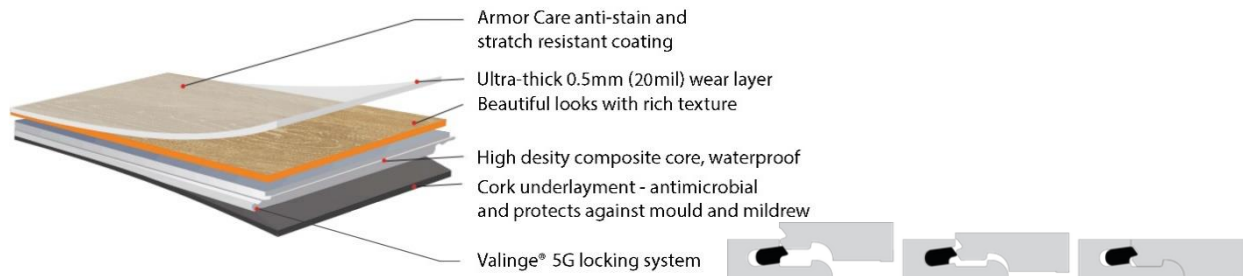 Armor Care anti-stain and
stratch resistant coating
Ultra-thick 0.5mm (20mil) wear layer
Beautiful looks with rich texture
High desity composite core, waterproof
Cork underlayment - antimicrobial
and protects against mould and mildrew
Valinge® 5G locking system